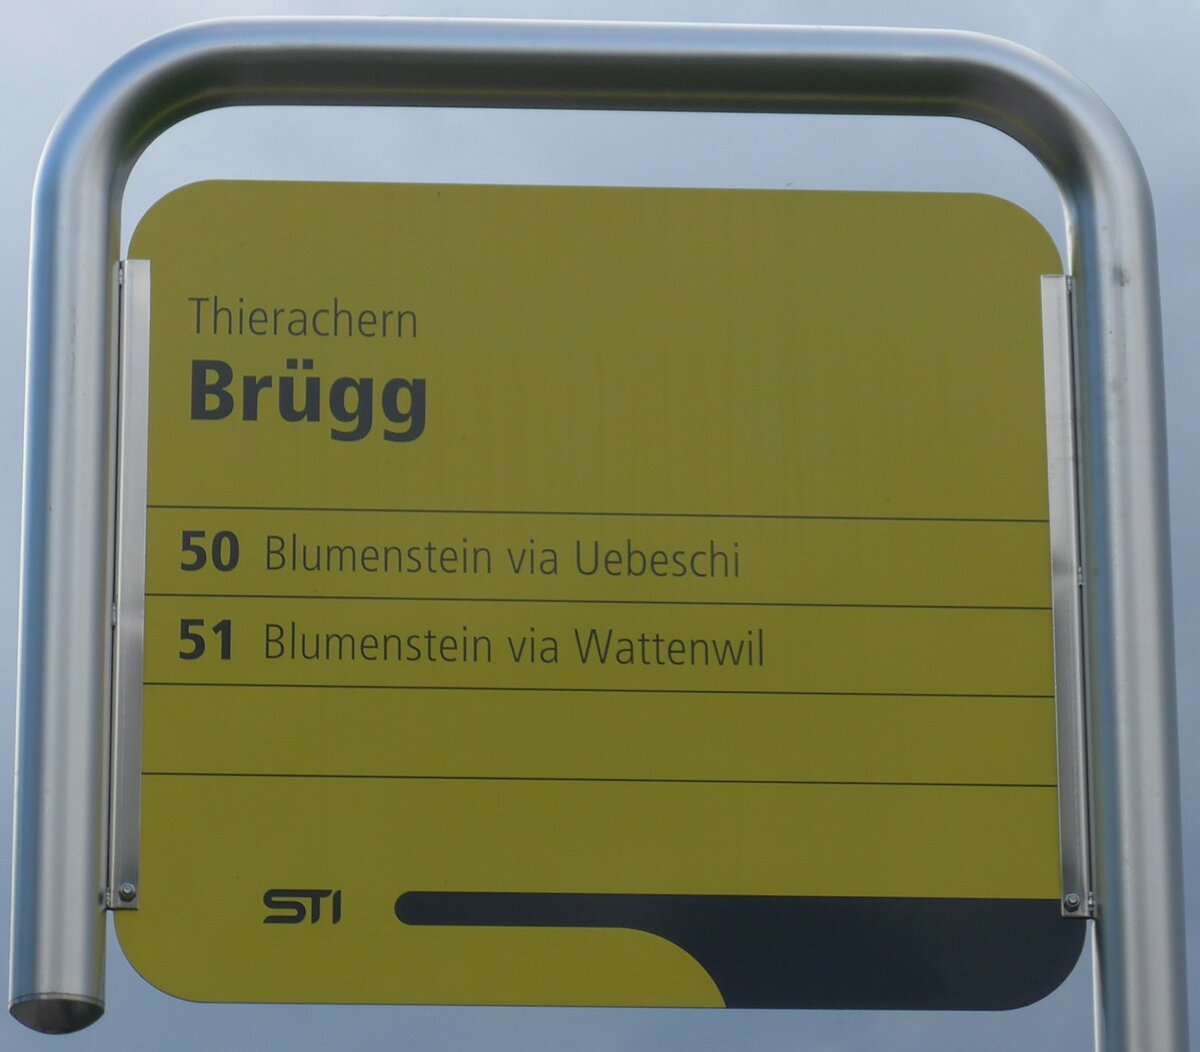 Thierachern
Brügg
50 Blumenstein via Uebeschi
51 Blumenstein via Wattenwil
STI